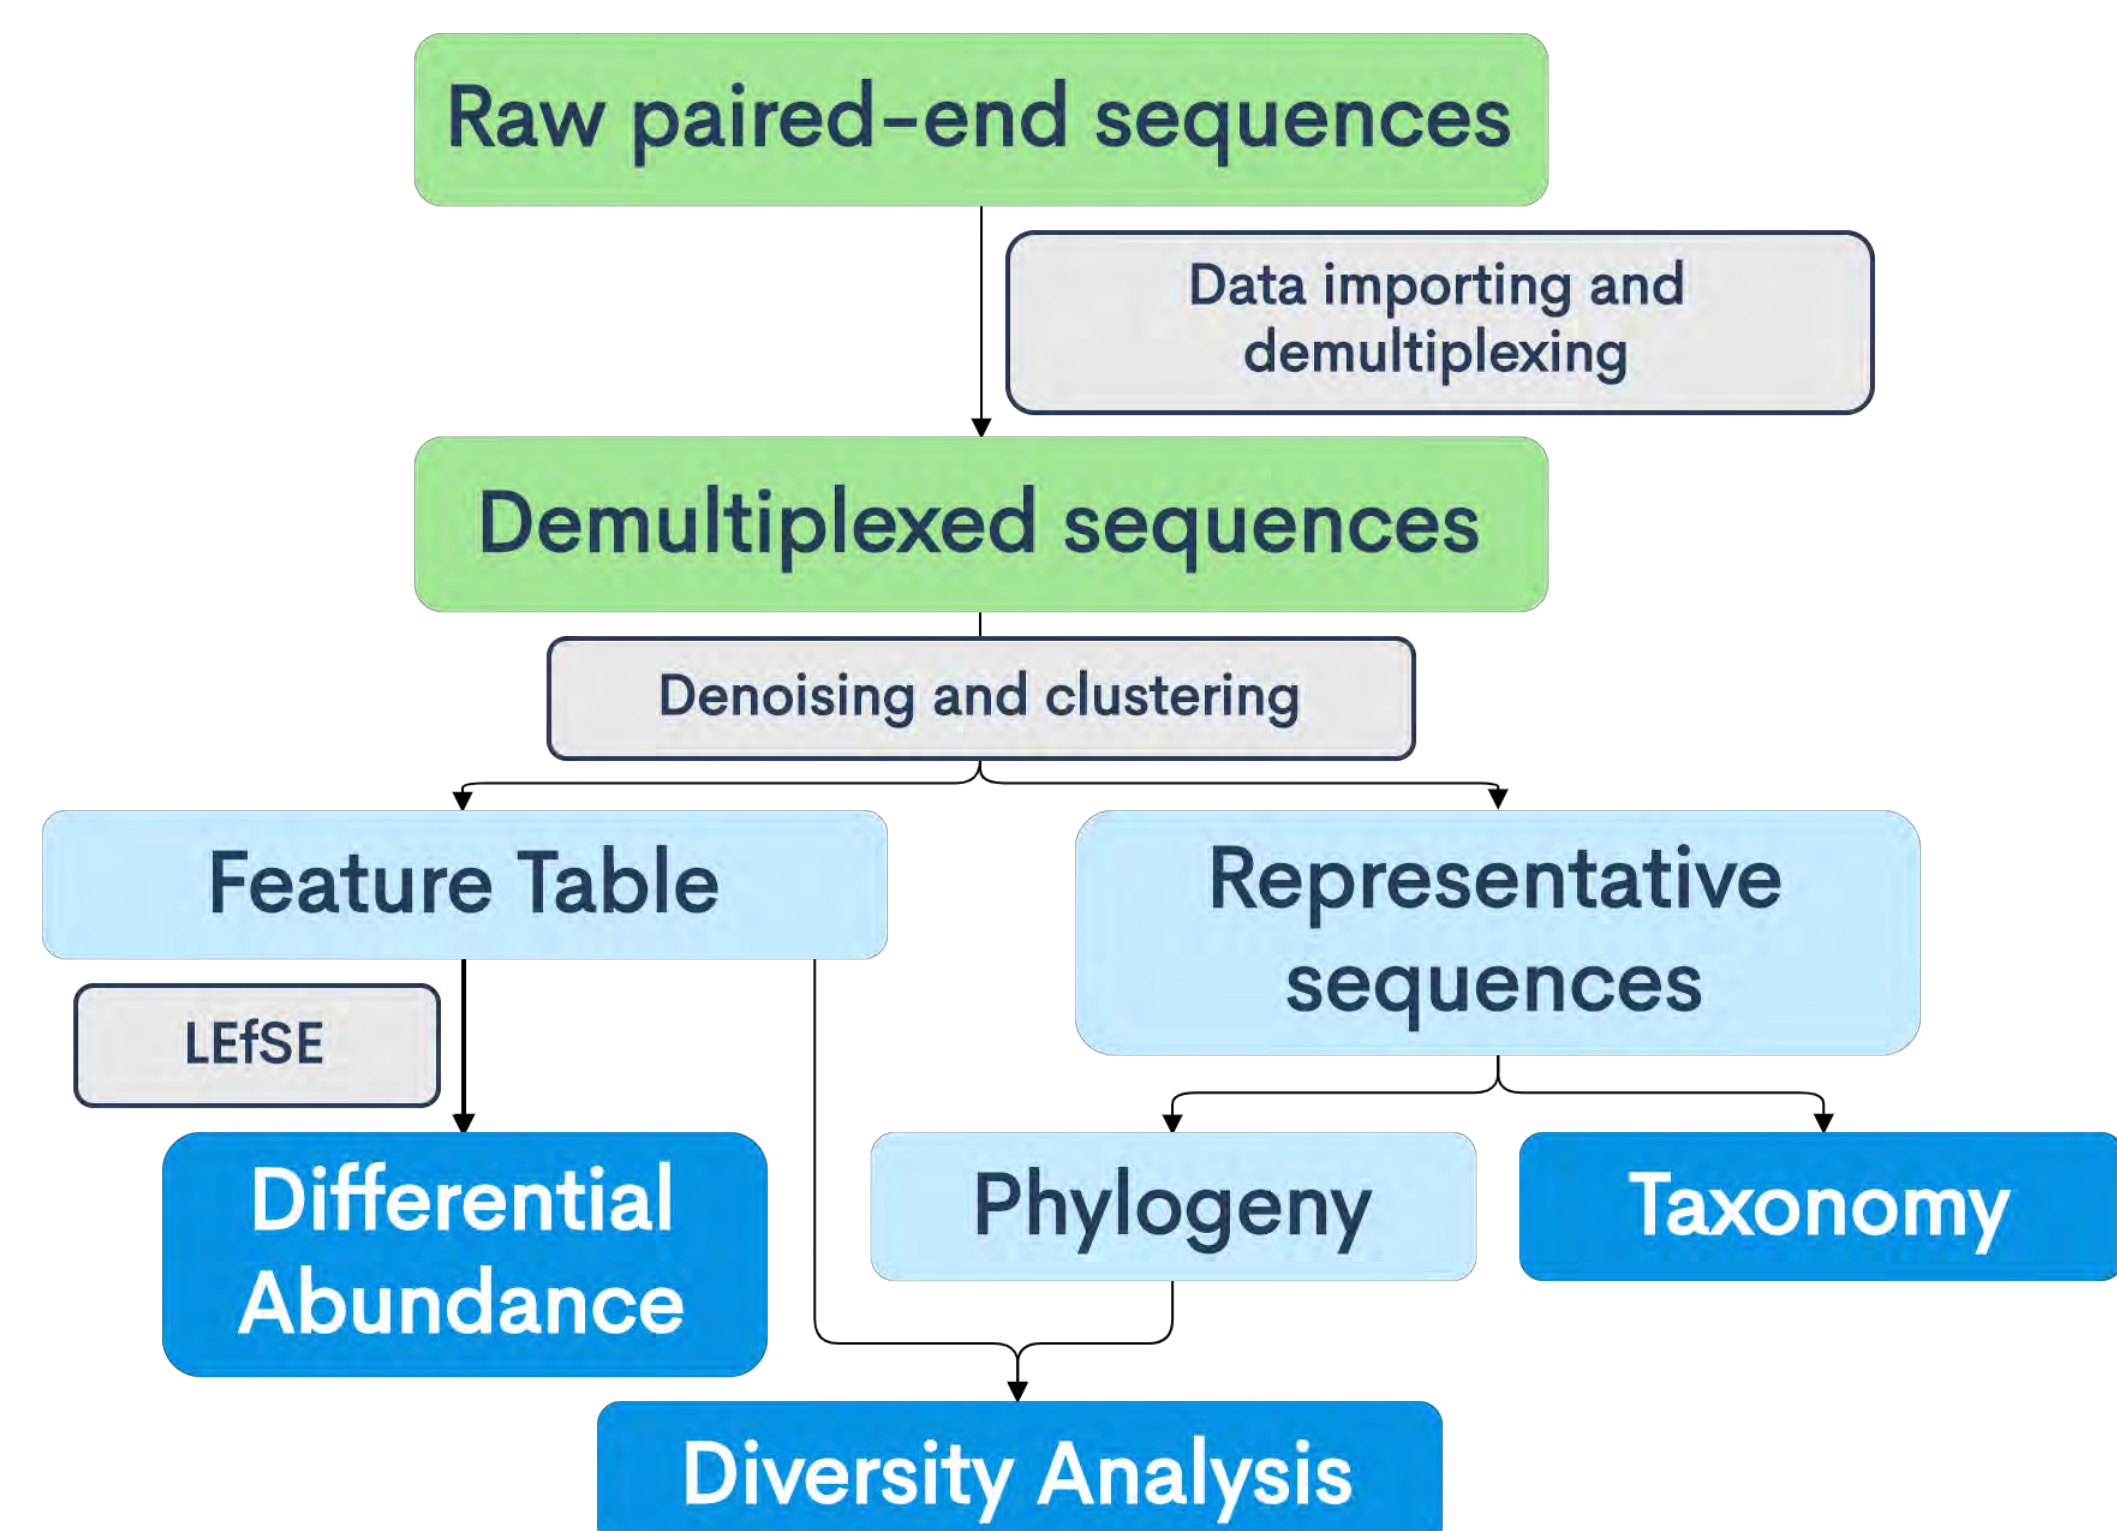 Raw paired-end sequences
Data importing and
demultiplexing
Demultiplexed sequences
Denoising and clustering
Feature Table
Representative
sequences
LEfSE
Differential
Abundance
Phylogeny
Taxonomy
Diversity Analysis